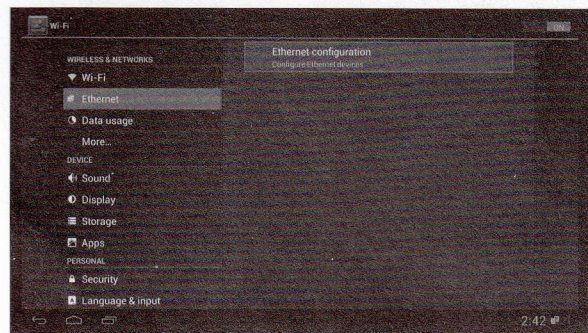 Wi-Fi
ON
WIRELESS & NETWORKS
Wi-Fi
Ethernet
Data usage
More...
DEVICE
Sound
Display
Storage
Apps
PERSONAL
Security
Language & input
Ethernet configuration
Configure Ethernet devices
2:42